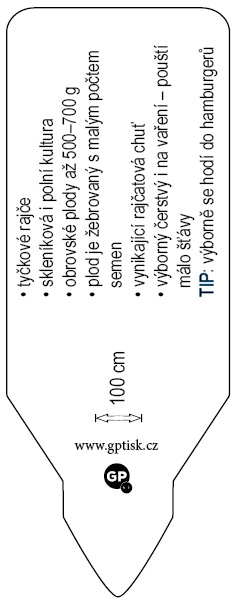 • tyčkové rajče
• skleníková i polní kultura
• obrovské plody až 500–700 g
• plod je žebrovaný s malým počtem
semen
• vynikající rajčatová chuť
• výborný čerstvý i na vaření – pouští
málo šťávy
TIP: výborně se hodí do hamburgerů
100 cm
www.gptisk.cz
GP